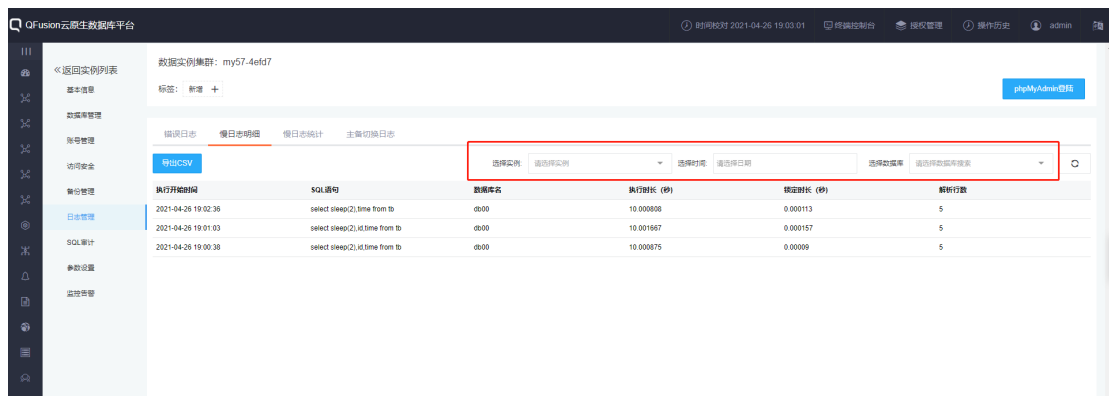 QFusion云原生数据库平台
时间校对 2021-04-26 19:03:01 终端控制台 授权管理 操作历史 admin
返回实例列表
基本信息
数据库管理
账号管理
访问安全
备份管理
日志管理
SQL审计
参数设置
监控告警
数据实例集群：my57-4efd7
标签： 新增 +
phpMyAdmin登陆
错误日志 慢日志明细 慢日志统计 主备切换日志
导出CSV 选择实例 请选择实例 选择时间 请选择日期 选择数据库 请选择数据库搜索
执行开始时间 SQL语句 数据库名 执行时长（秒） 锁定时长（秒） 解析行数
2021-04-26 19:02:36 select sleep(2),time from tb db00 10.000808 0.000113 5
2021-04-26 19:01:03 select sleep(2),id,time from tb db00 10.001667 0.000157 5
2021-04-26 19:00:38 select sleep(2),id,time from tb db00 10.000875 0.00009 5